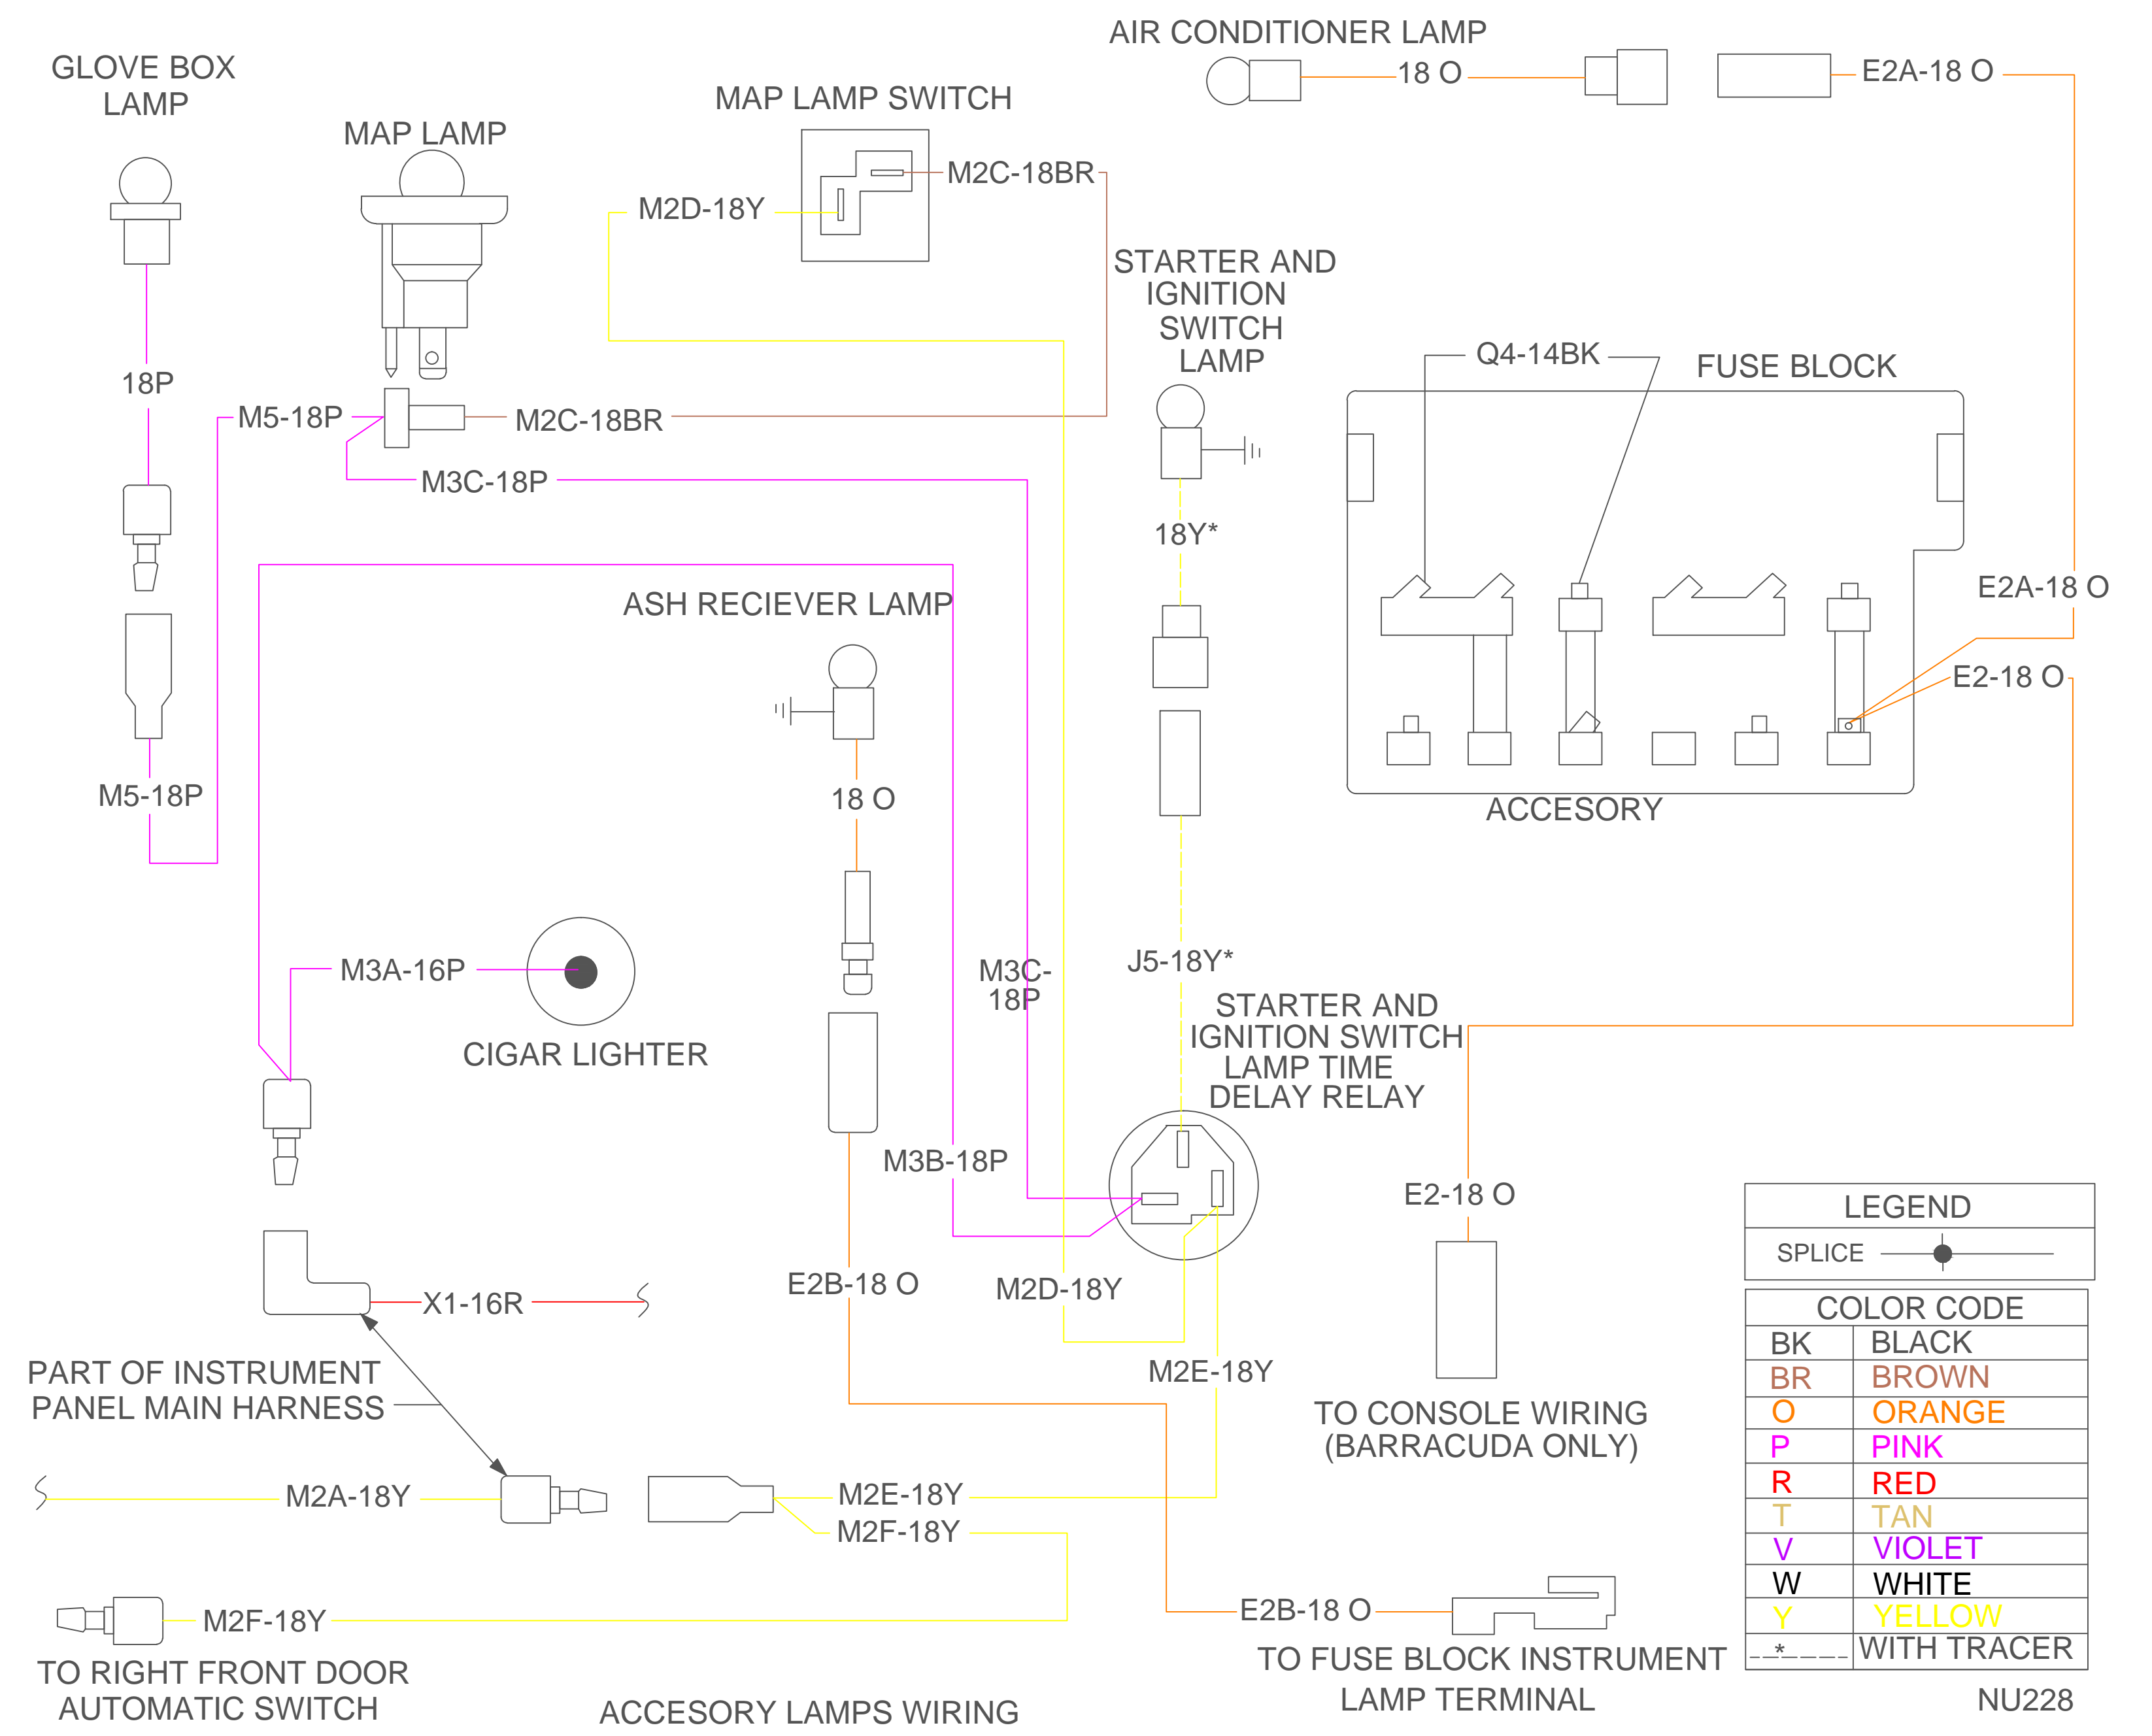 AIR CONDITIONER LAMP
18 O
E2A-18 O
GLOVE BOX
LAMP
MAP LAMP
MAP LAMP SWITCH
M2C-18BR
M2D-18Y
STARTER AND
IGNITION
SWITCH
LAMP
Q4-14BK
FUSE BLOCK
18P
M5-18P
M2C-18BR
M3C-18P
18Y*
E2A-18 O
ASH RECIEVER LAMP
E2-18 O
M5-18P
18 O
ACCESORY
M3A-16P
CIGAR LIGHTER
M3C-
18P
J5-18Y*
STARTER AND
IGNITION SWITCH
LAMP TIME
DELAY RELAY
M3B-18P
E2-18 O
E2B-18 O
M2D-18Y
X1-16R
PART OF INSTRUMENT
PANEL MAIN HARNESS
M2E-18Y
TO CONSOLE WIRING
(BARRACUDA ONLY)
M2A-18Y
M2E-18Y
M2F-18Y
M2F-18Y
TO RIGHT FRONT DOOR
AUTOMATIC SWITCH
E2B-18 O
TO FUSE BLOCK INSTRUMENT
LAMP TERMINAL
ACCESORY LAMPS WIRING
LEGEND
SPLICE
COLOR CODE
BK BLACK
BR BROWN
O ORANGE
P PINK
R RED
T TAN
V VIOLET
W WHITE
Y YELLOW
* WITH TRACER
NU228